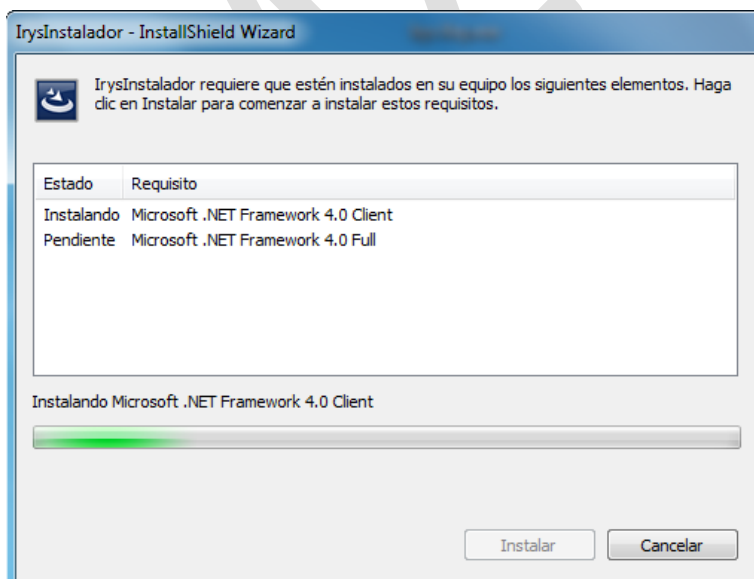 IrysInstalador - InstallShield Wizard
IrysInstalador requiere que estén instalados en su equipo los siguientes elementos. Haga
clic en Instalar para comenzar a instalar estos requisitos.
Estado Requisito
Instalando Microsoft .NET Framework 4.0 Client
Pendiente Microsoft .NET Framework 4.0 Full
Instalando Microsoft .NET Framework 4.0 Client
Instalar Cancelar